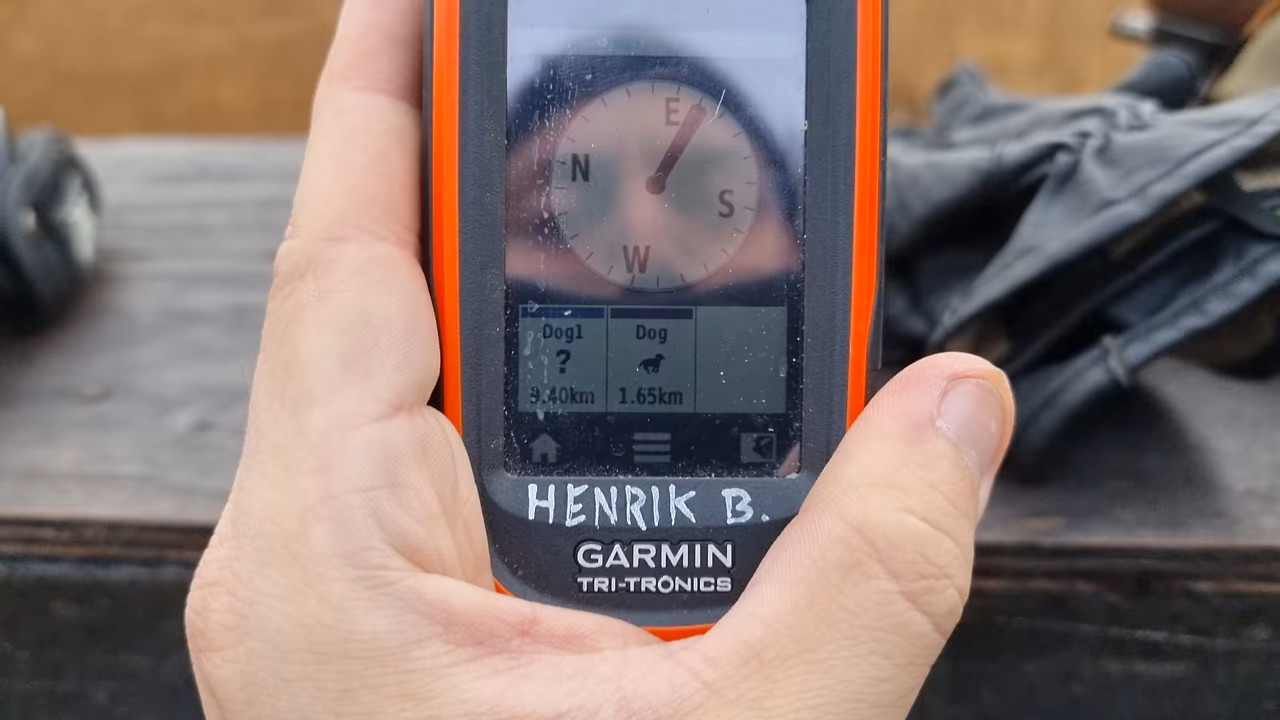 E
N
S
W
Dog1 Dog
?
9.40km 1.65km
HENRIK B.
GARMIN
TRI-TRONICS